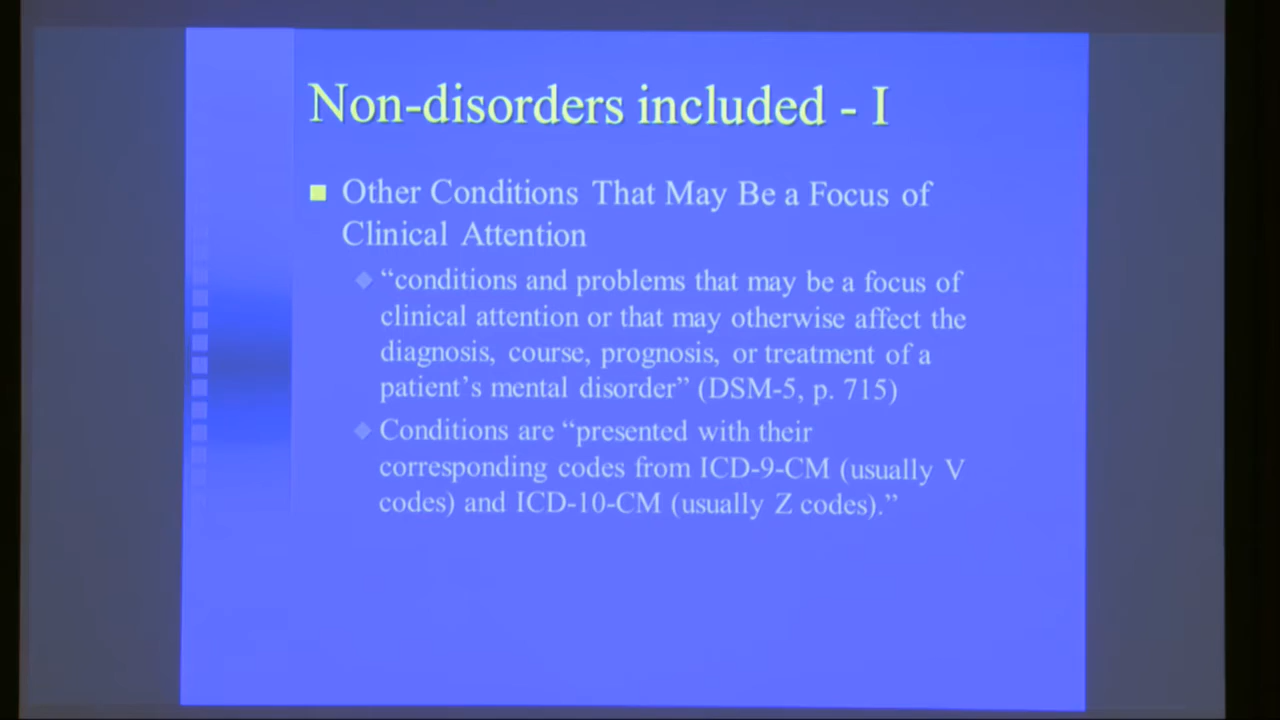 Non-disorders included - I
Other Conditions That May Be a Focus of
Clinical Attention
“conditions and problems that may be a focus of
clinical attention or that may otherwise affect the
diagnosis, course, prognosis, or treatment of a
patient’s mental disorder” (DSM-5, p. 715)
Conditions are “presented with their
corresponding codes from ICD-9-CM (usually V
codes) and ICD-10-CM (usually Z codes).”